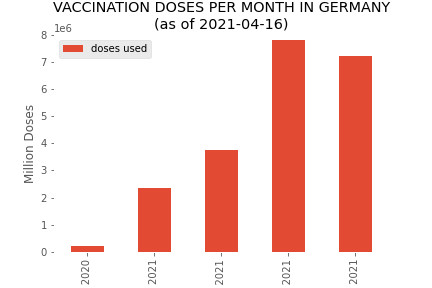 VACCINATION DOSES PER MONTH IN GERMANY
(as of 2021-04-16)
1e6
doses used
Million Doses
8
7
6
5
4
3
2
1
0
2020
2021
2021
2021
2021